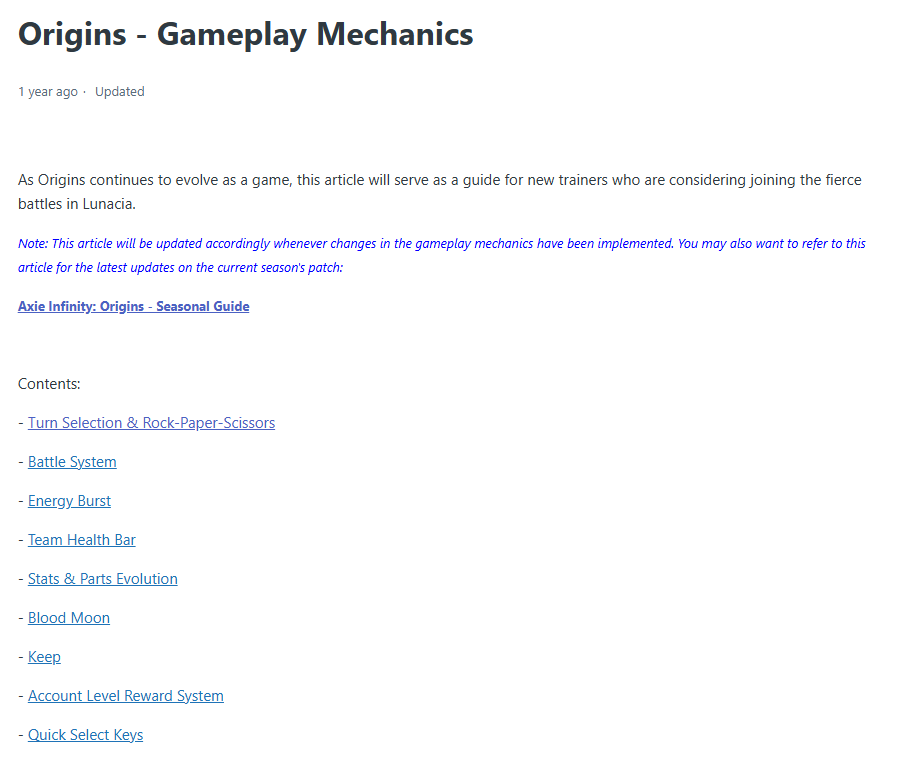 Origins - Gameplay Mechanics
1 year ago · Updated
As Origins continues to evolve as a game, this article will serve as a guide for new trainers who are considering joining the fierce
battles in Lunacia.
Note: This article will be updated accordingly whenever changes in the gameplay mechanics have been implemented. You may also want to refer to this
article for the latest updates on the current season's patch:
Axie Infinity: Origins - Seasonal Guide
Contents:
- Turn Selection & Rock-Paper-Scissors
- Battle System
- Energy Burst
- Team Health Bar
- Stats & Parts Evolution
- Blood Moon
- Keep
- Account Level Reward System
- Quick Select Keys